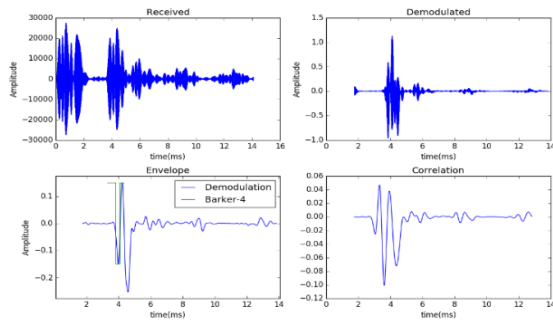 Received
30000
20000
10000
0
−10000
−20000
−30000
Amplitude
0 2 4 6 8 10 12 14 16
time(ms)
Demodulated
1.5
1.0
0.5
0.0
−0.5
−1.0
Amplitude
2 4 6 8 10 12 14
time(ms)
Envelope
0.1
0.0
−0.1
−0.2
Amplitude
Demodulation
Barker-4
2 4 6 8 10 12 14
time(ms)
Correlation
0.06
0.04
0.02
0.00
−0.02
−0.04
−0.06
−0.08
−0.10
−0.12
0 2 4 6 8 10 12 14
time(ms)